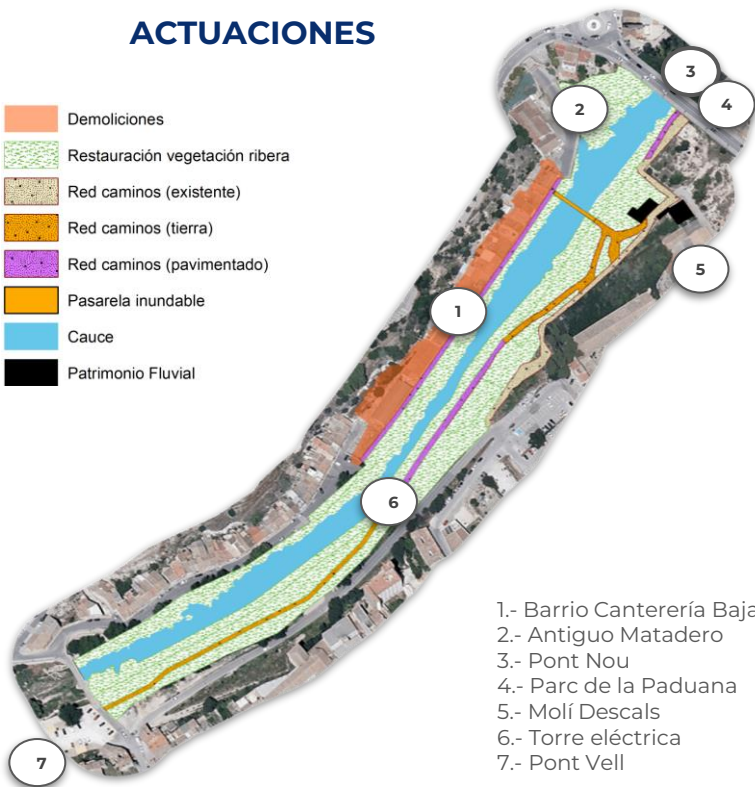 ACTUACIONES
Demoliciones
Restauración vegetación ribera
Red caminos (existente)
Red caminos (tierra)
Red caminos (pavimentado)
Pasarela inundable
Cauce
Patrimonio Fluvial
3
4
2
5
1
6
7
1.- Barrio Canterería Baja
2.- Antiguo Matadero
3.- Pont Nou
4.- Parc de la Paduana
5.- Molí Descals
6.- Torre eléctrica
7.- Pont Vell